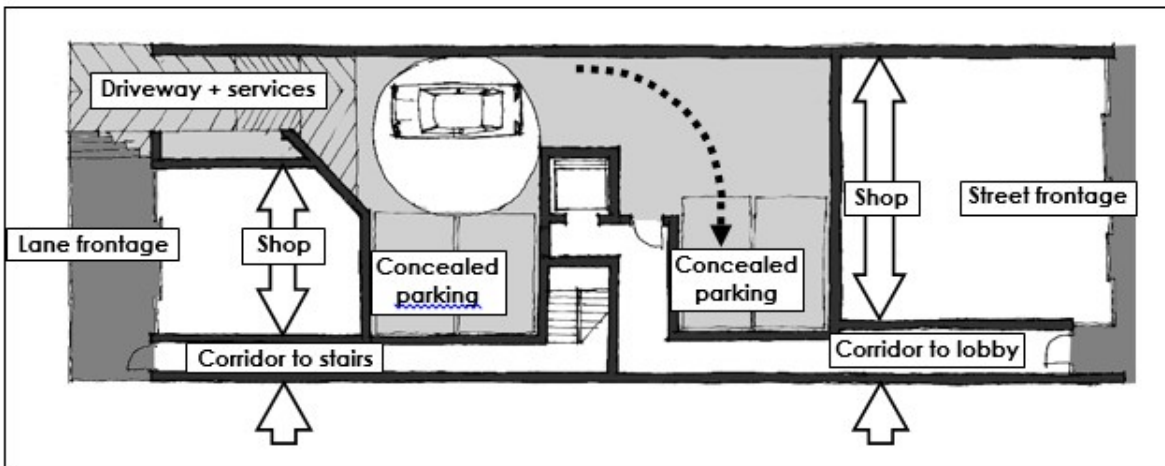 Driveway + services
Lane frontage
Shop
Concealed
parking
Concealed
parking
Shop
Street frontage
Corridor to stairs
Corridor to lobby